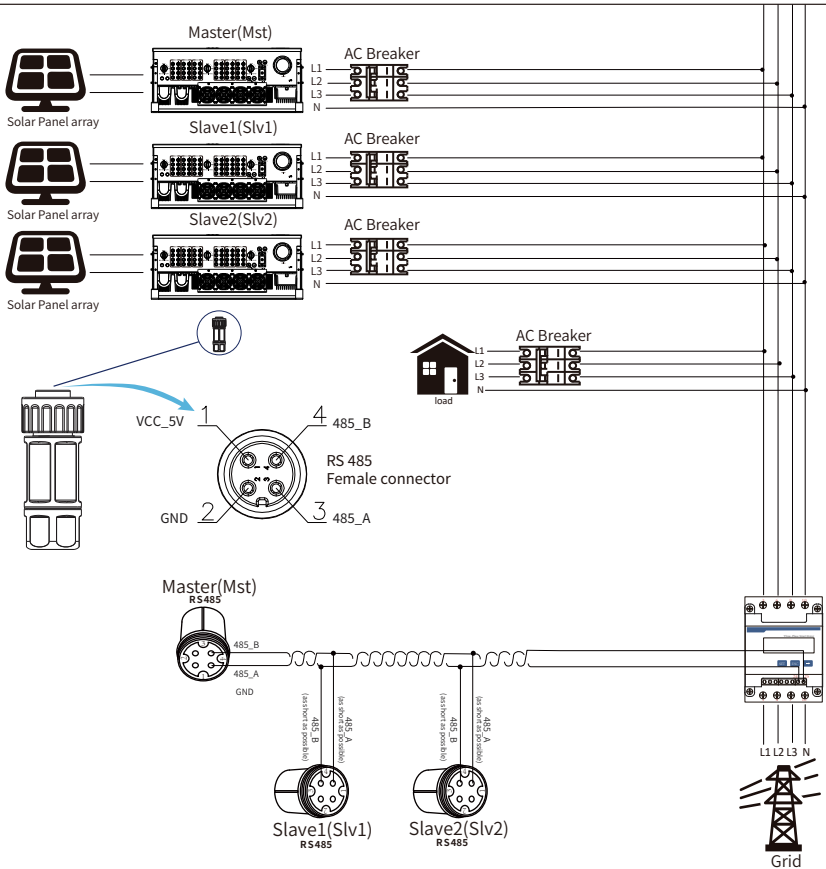 Master(Mst)
AC Breaker
L1
L2
L3
N
Solar Panel array
Slave1(Slv1)
AC Breaker
L1
L2
L3
N
Solar Panel array
Slave2(Slv2)
AC Breaker
L1
L2
L3
N
Solar Panel array
AC Breaker
L1
L2
L3
N
load
VCC_5V
1
4
485_B
1
4
2
3
RS 485
Female connector
GND
2
3
485_A
Master(Mst)
RS485
485_B
485_A
GND
485_B
(as short as possible)
485_A
(as short as possible)
485_B
(as short as possible)
485_A
(as short as possible)
Slave1(Slv1)
RS485
Slave2(Slv2)
RS485
L1 L2 L3 N
Grid